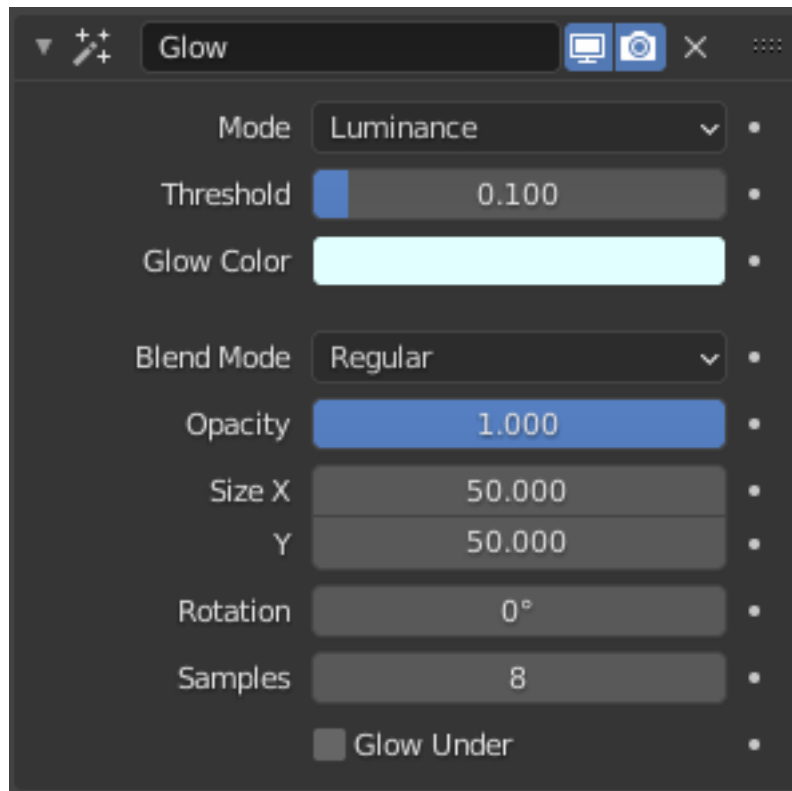 Glow
Mode Luminance
Threshold 0.100
Glow Color
Blend Mode Regular
Opacity 1.000
Size X 50.000
Y 50.000
Rotation 0°
Samples 8
Glow Under